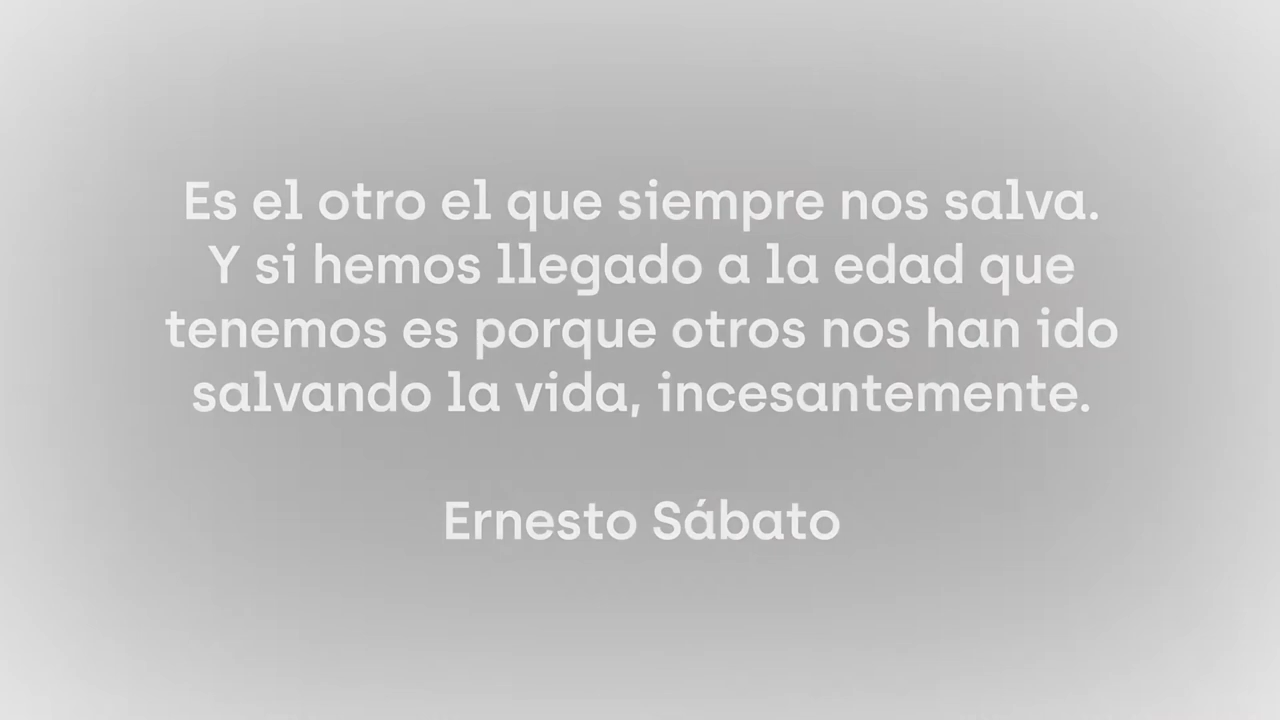 Es el otro el que siempre nos salva.
Y si hemos llegado a la edad que
tenemos es porque otros nos han ido
salvando la vida, incesantemente.
Ernesto Sábato